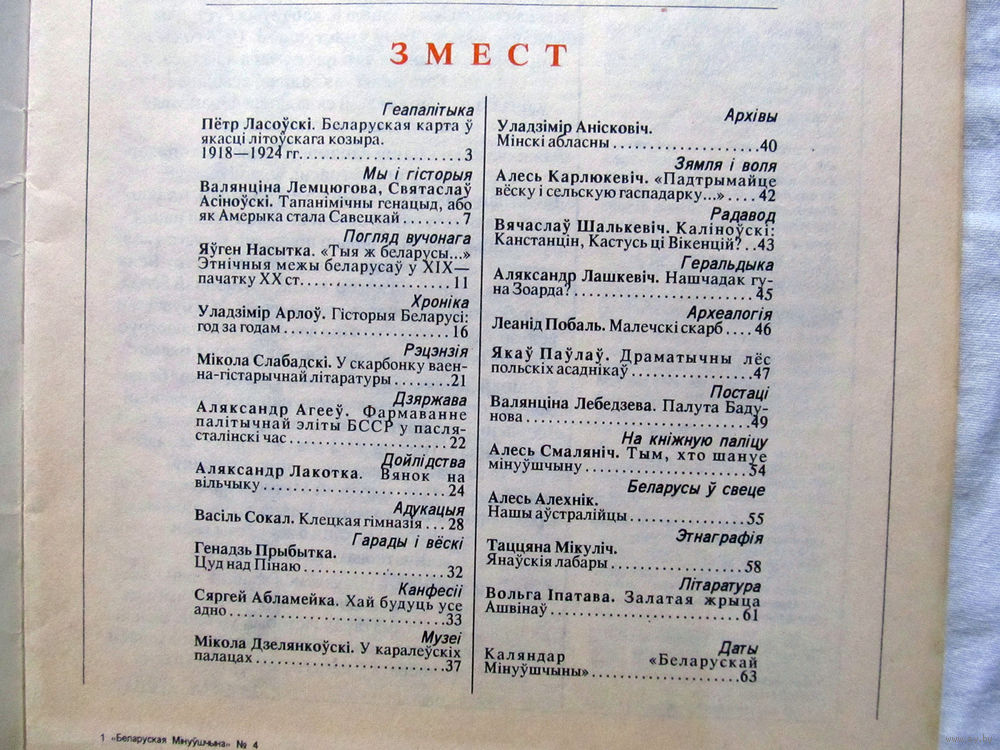 ЗМЕСТ
Геапалітыка
Пётр Ласоўскі. Беларуская карта ў
якасці літоўскага козыра.
1918—1924 гг....................3
Мы і гісторыя
Валянціна Лемцюгова, Святаслаў
Асіноўскі. Тапанімічны генацыд, або
як Амерыка стала Савецкай........7
Погляд вучонага
Яўген Насытка. «Тыя ж беларусы...»
Этнічныя межы беларусаў у XIX—
пачатку XX ст....................11
Хроніка
Уладзімір Арлоў. Гісторыя Беларусі:
год за годам....................16
Рэцэнзія
Мікола Слабадскі. У скарбонку ваен-
на-гістарычнай літаратуры........21
Дзяржава
Аляксандр Агееў. Фармаванне
палітычнай эліты БССР у пасля-
сталінскі час....................22
Дойлідства
Аляксандр Лакотка. Вянок на
вільчыку........................24
Адукацыя
Васіль Сокал. Клецкая гімназія...28
Гарады і вёскі
Генадзь Прыбытка.
Цуд над Пінаю....................32
Канфесіі
Сяргей Абламейка. Хай будуць усе
адно............................33
Музеі
Мікола Дзелянкоўскі. У каралеўскіх
палацах........................37
Архівы
Уладзімір Анісковіч.
Мінскі абласны....................40
Зямля і воля
Алесь Карлюкевіч. «Падтрымайце
вёску і сельскую гаспадарку...»....42
Радавод
Вячаслаў Шалькевіч. Каліноўскі:
Канстанцін, Кастусь ці Вікенцій?..43
Геральдыка
Аляксандр Лашкевіч. Нашчадак гу-
на Зоарда?......................45
Археалогія
Леанід Побаль. Малечскі скарб....46
Якаў Паўлаў. Драматычны лёс
польскіх асаднікаў................47
Постаці
Валянціна Лебедзева. Палута Баду-
нова............................49
На кніжную паліцу
Алесь Смаляніч. Тым, хто шануе
мінуўшчыну......................54
Беларусы ў свеце
Алесь Алехнік.
Нашы аўстралійцы................55
Этнаграфія
Таццяна Мікуліч.
Янаўскія лабары..................58
Літаратура
Вольга Іпатава. Залатая жрыца
Ашвінаў........................61
Даты
Каляндар «Беларускай
Мінуўшчыны»....................63
1 «Беларуская Мінуўшчына» № 4